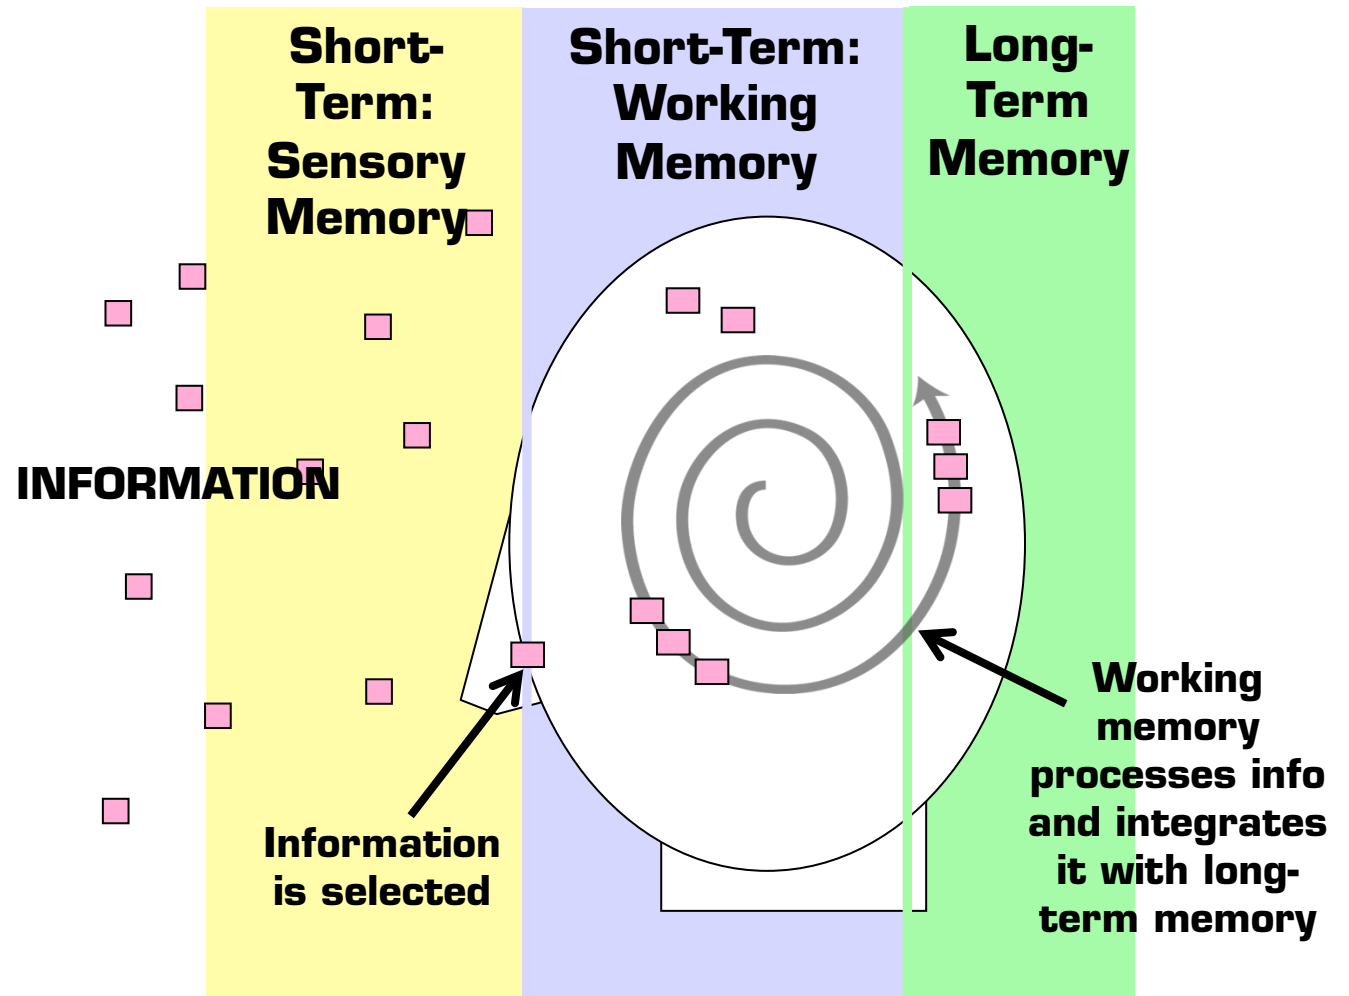 Short-
Term:
Sensory
Memory
Short-Term:
Working
Memory
Long-
Term
Memory
INFORMATION
Information
is selected
Working
memory
processes info
and integrates
it with long-
term memory